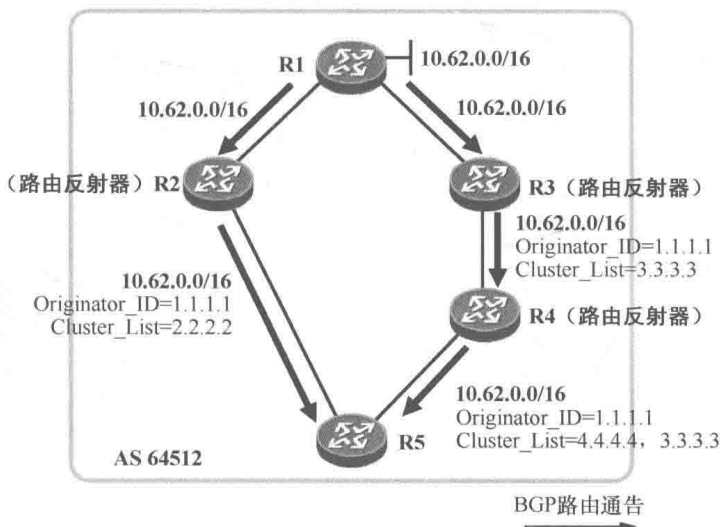 R1
10.62.0.0/16
10.62.0.0/16
10.62.0.0/16
（路由反射器）R2
R3（路由反射器）
10.62.0.0/16
Originator_ID=1.1.1.1
Cluster_List=3.3.3.3
10.62.0.0/16
Originator_ID=1.1.1.1
Cluster_List=2.2.2.2
R4（路由反射器）
10.62.0.0/16
Originator_ID=1.1.1.1
Cluster_List=4.4.4.4，3.3.3.3
R5
AS 64512
BGP路由通告